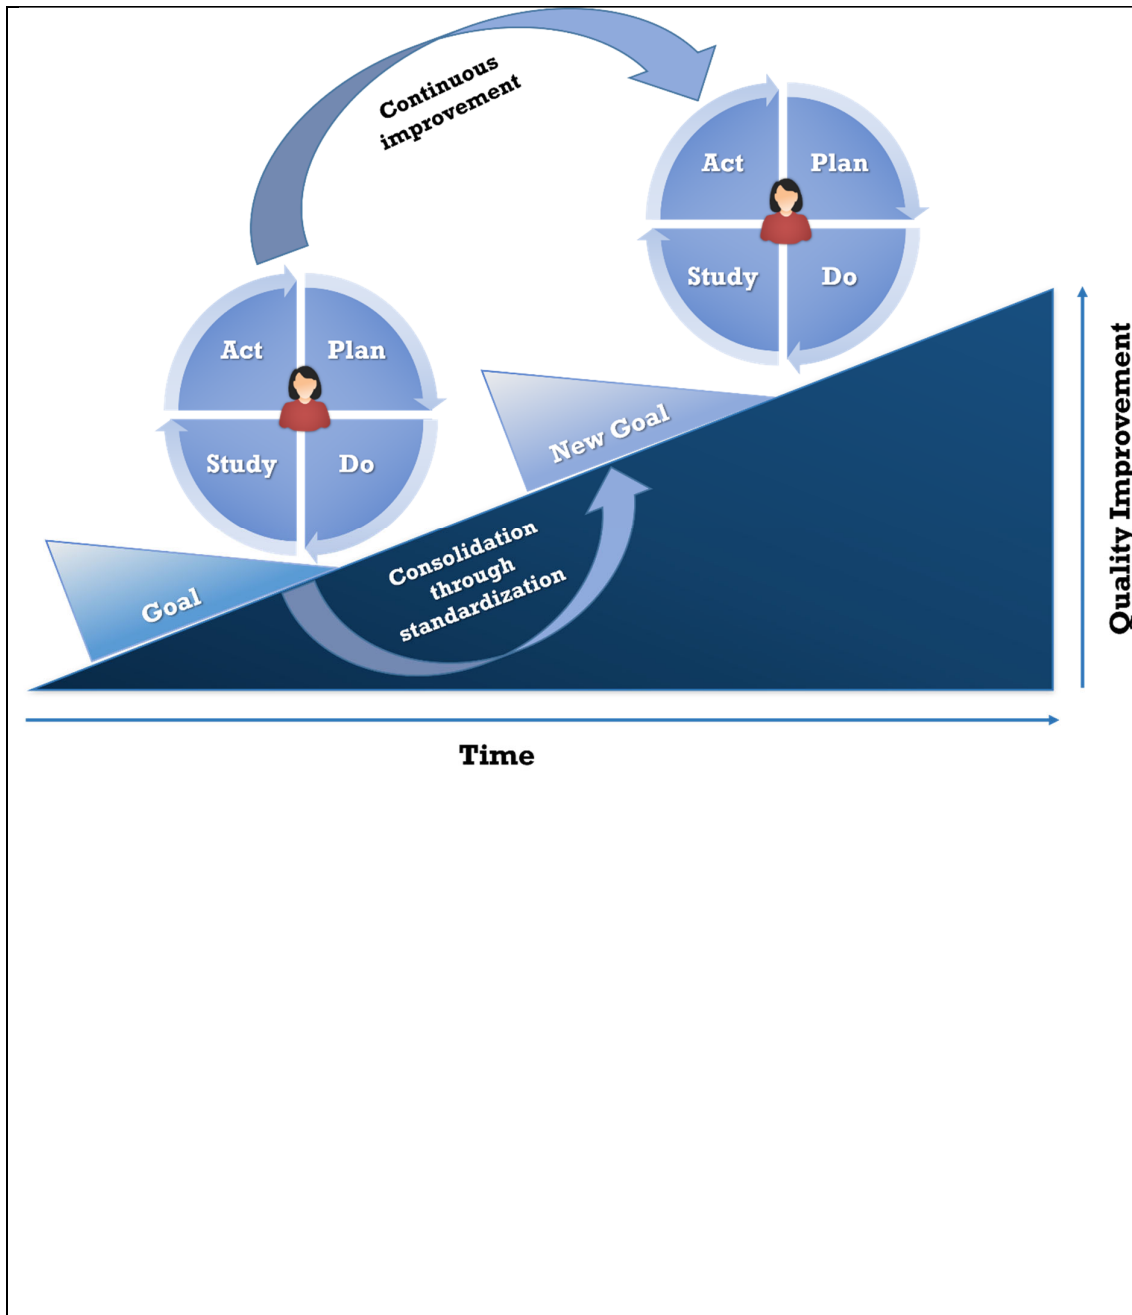 Continuous
improvement
Act
Plan
Study
Do
Act
Plan
Study
Do
New Goal
Goal
Consolidation
through
standardization
Quality Improvement
Time